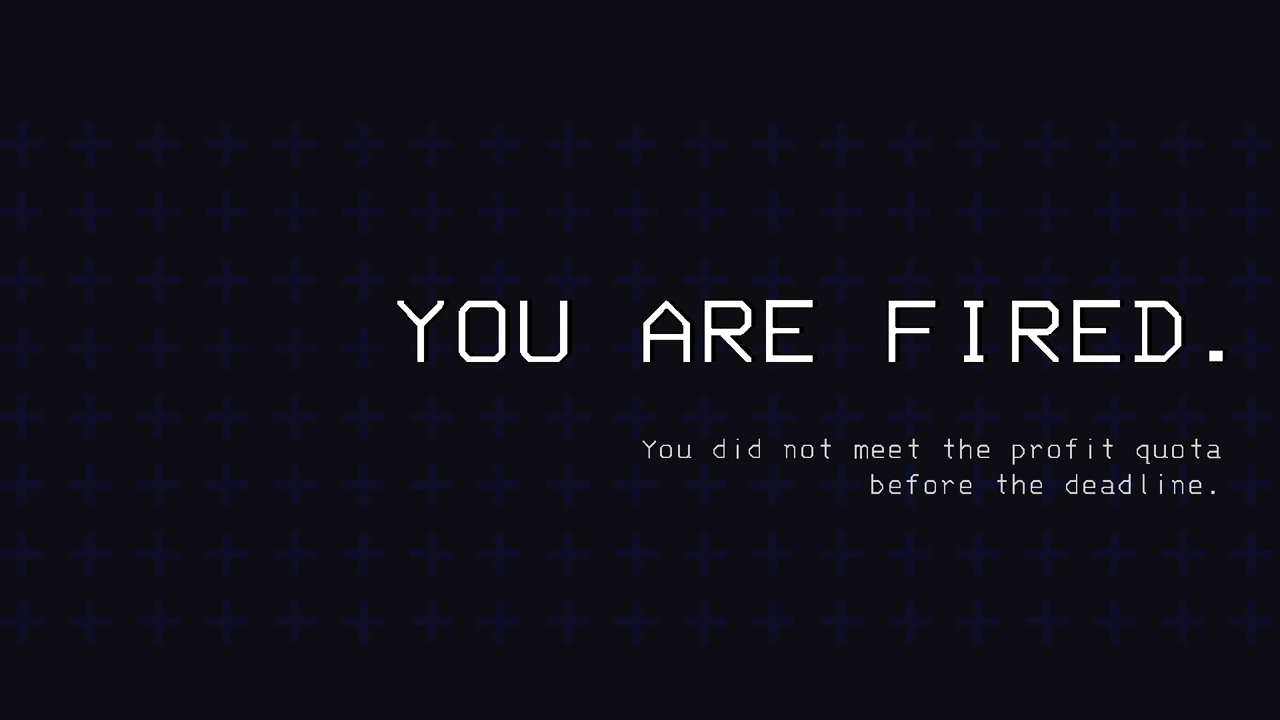 YOU ARE FIRED.
You did not meet the profit quota
before the deadline.